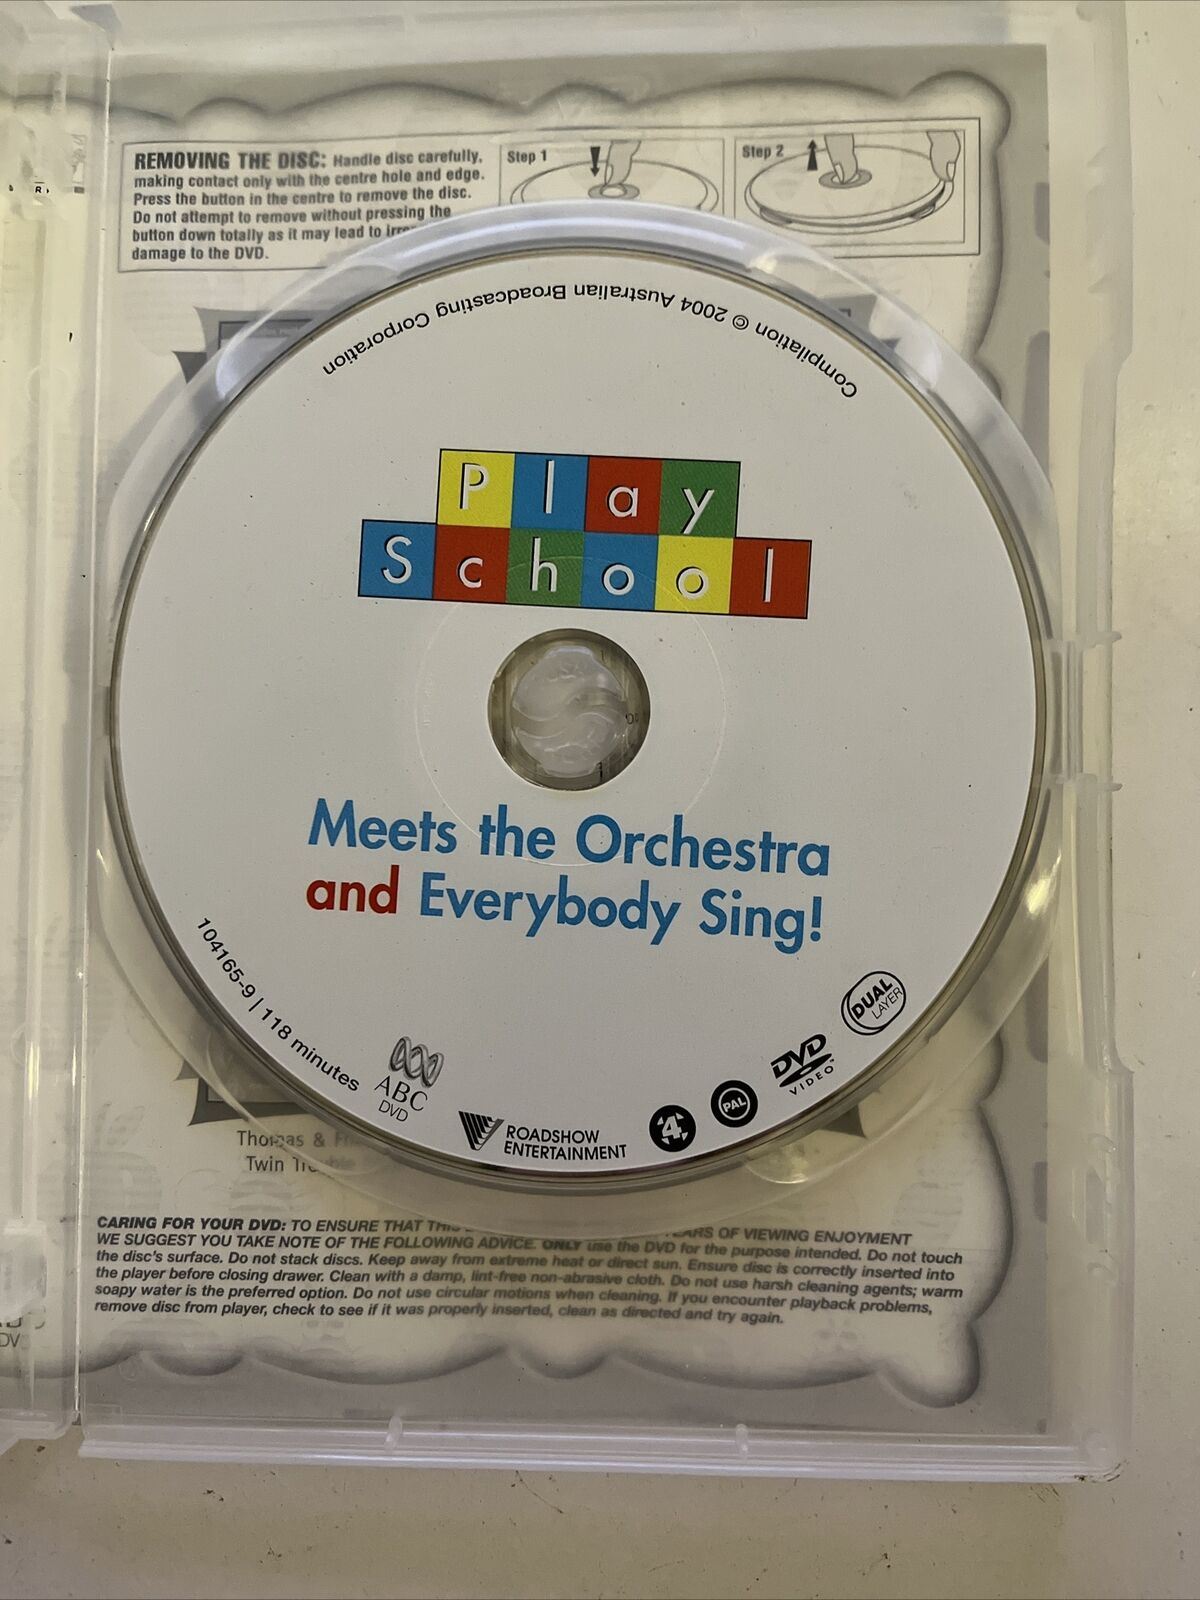 REMOVING THE DISC: Handle disc carefully,
making contact only with the centre hole and edge.
Press the button in the centre to remove the disc.
Do not attempt to remove without pressing the
button down totally as it may lead to
damage to the DVD.
Step 1
Step 2
Compilation © 2004 Australian Broadcasting Corporation
Play
School
Meets the Orchestra
and Everybody Sing!
104165-9 | 118 minutes
ABC
DVD
ROADSHOW
ENTERTAINMENT
4
PAL
DVD
VIDEO™
DUAL
LAYER
Thomas &
Twin
CARING FOR YOUR DVD: TO ENSURE THAT OF VIEWING ENJOYMENT
WE SUGGEST YOU TAKE NOTE OF THE FOLLOWING ADVICE. ONLY use the DVD for the purpose intended. Do not touch
the disc's surface. Do not stack discs. Keep away from extreme heat or direct sun. Ensure disc is correctly inserted into
the player before closing drawer. Clean with a damp, lint-free non-abrasive cloth. Do not use harsh cleaning agents; warm
soapy water is the preferred option. Do not use circular motions when cleaning. If you encounter playback problems,
remove disc from player, check to see if it was properly inserted, clean as directed and try again.